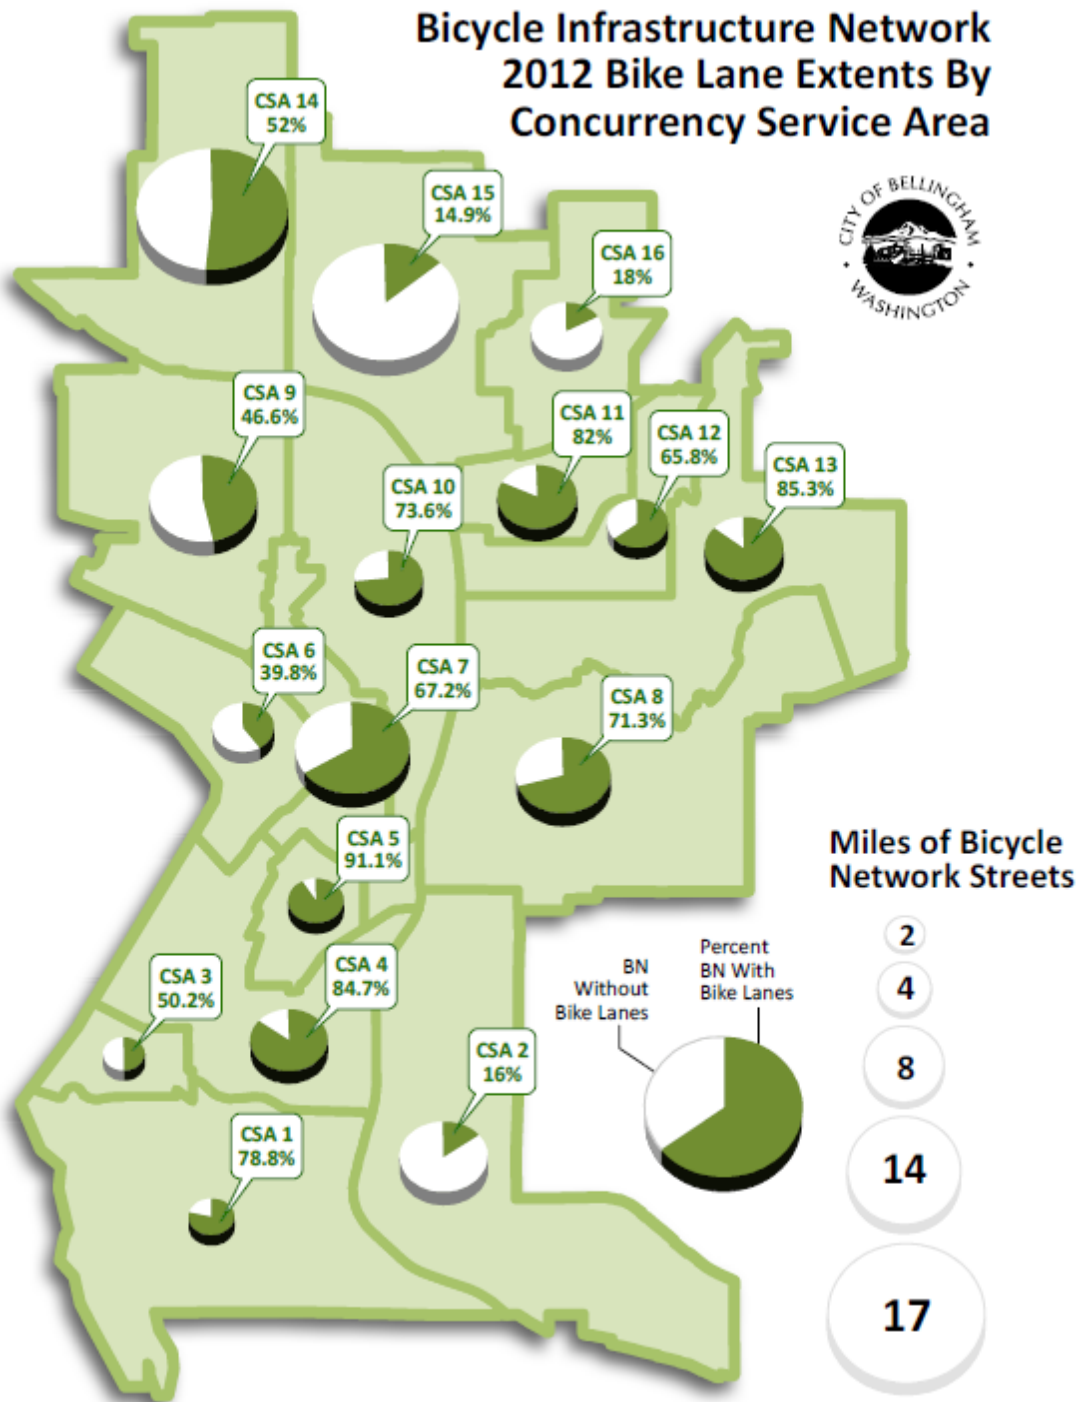 Bicycle Infrastructure Network
2012 Bike Lane Extents By
Concurrency Service Area
CITY OF BELLINGHAM
• WASHINGTON •
CSA 14
52%
CSA 15
14.9%
CSA 16
18%
CSA 9
46.6%
CSA 11
82%
CSA 12
65.8%
CSA 13
85.3%
CSA 10
73.6%
CSA 6
39.8%
CSA 7
67.2%
CSA 8
71.3%
CSA 5
91.1%
CSA 3
50.2%
CSA 4
84.7%
CSA 2
16%
CSA 1
78.8%
BN
Without
Bike Lanes
Percent
BN With
Bike Lanes
Miles of Bicycle
Network Streets
2
4
8
14
17